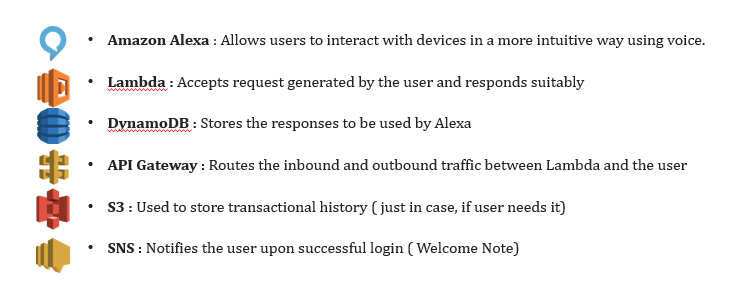 • Amazon Alexa : Allows users to interact with devices in a more intuitive way using voice.
• Lambda : Accepts request generated by the user and responds suitably
• DynamoDB : Stores the responses to be used by Alexa
• API Gateway : Routes the inbound and outbound traffic between Lambda and the user
• S3 : Used to store transactional history ( just in case, if user needs it)
• SNS : Notifies the user upon successful login ( Welcome Note)